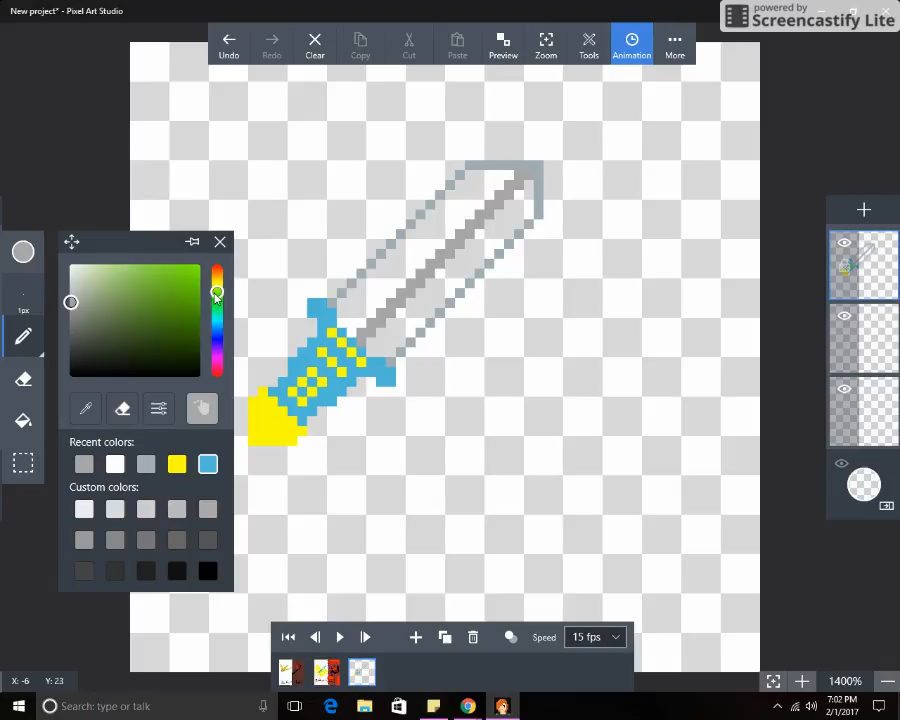 New project* - Pixel Art Studio
powered by
Screencastify Lite
Undo
Redo
Clear
Copy
Cut
Paste
Preview
Zoom
Tools
Animation
More
1px
Recent colors:
Custom colors:
Speed
15 fps
X: -6 Y: 23
1400%
Type here to search
7:02 PM
2/1/2017